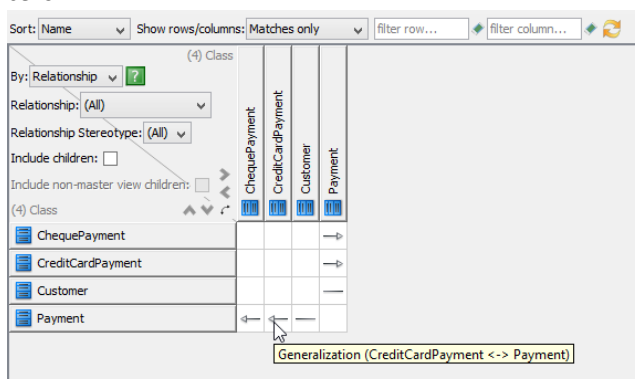 Sort: Name Show rows/columns: Matches only filter row... filter column...
(4) Class
By: Relationship ?
Relationship: (All)
Relationship Stereotype: (All)
Include children:
Include non-master view children:
(4) Class
ChequePayment
CreditCardPayment
Customer
Payment
ChequePayment
CreditCardPayment
Customer
Payment
Generalization (CreditCardPayment <-> Payment)